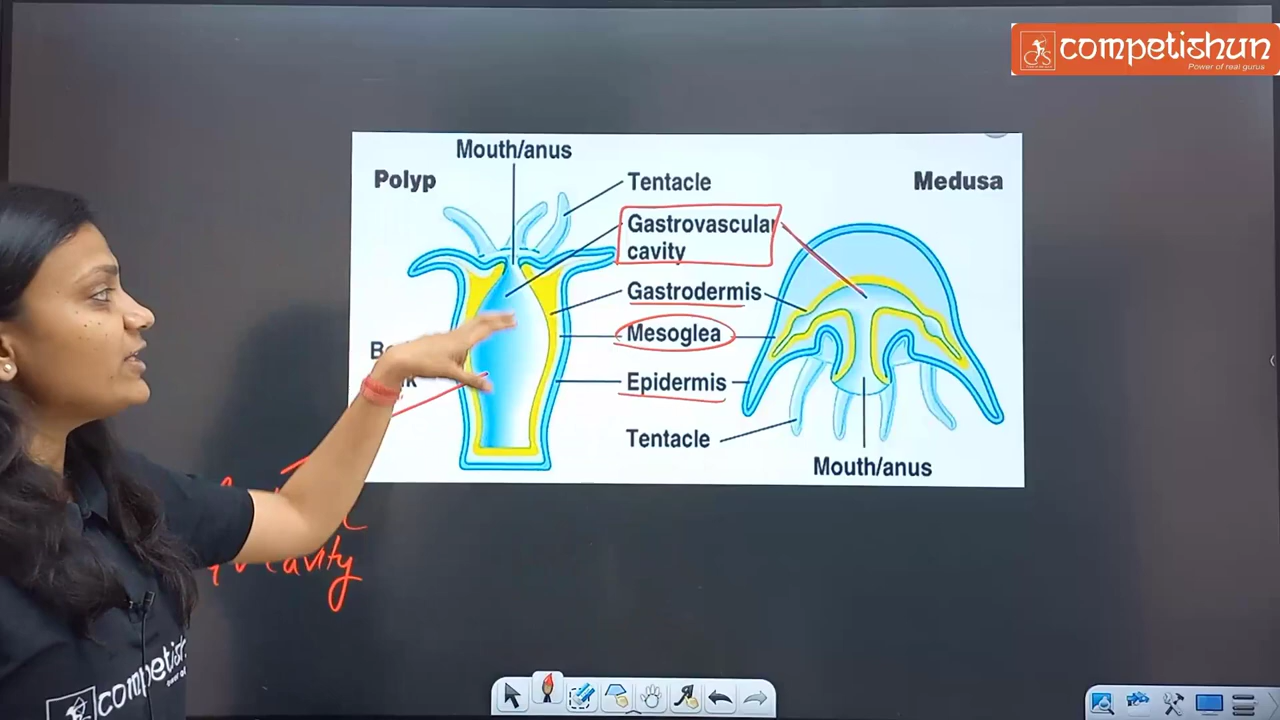 competishun
Power of real gurus
Mouth/anus
Polyp
Tentacle
Medusa
Gastrovascular
cavity
Gastrodermis
Mesoglea
Epidermis
Tentacle
Mouth/anus
cavity
competish